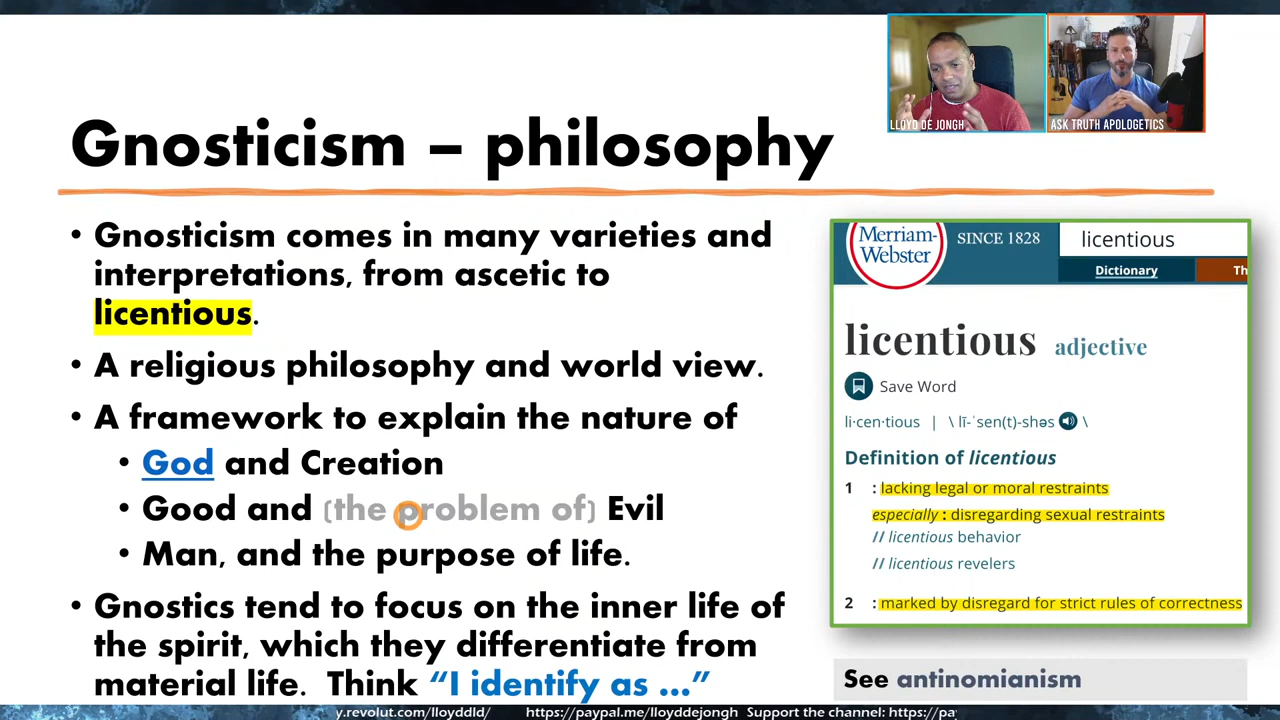 LLOYD DE JONGH
ASK TRUTH APOLOGETICS
Gnosticism – philosophy
• Gnosticism comes in many varieties and
interpretations, from ascetic to
licentious.
• A religious philosophy and world view.
• A framework to explain the nature of
• God and Creation
• Good and (the problem of) Evil
• Man, and the purpose of life.
• Gnostics tend to focus on the inner life of
the spirit, which they differentiate from
material life. Think “I identify as ...”
Merriam-
Webster
SINCE 1828
licentious
Dictionary
Th
licentious adjective
Save Word
li·cen·tious | \ lī-ˈsen(t)-shəs \
Definition of licentious
1 : lacking legal or moral restraints
especially : disregarding sexual restraints
// licentious behavior
// licentious revelers
2 : marked by disregard for strict rules of correctness
See antinomianism
y.revolut.com/lloyddld/ https://paypal.me/lloyddejongh Support the channel: https://pay